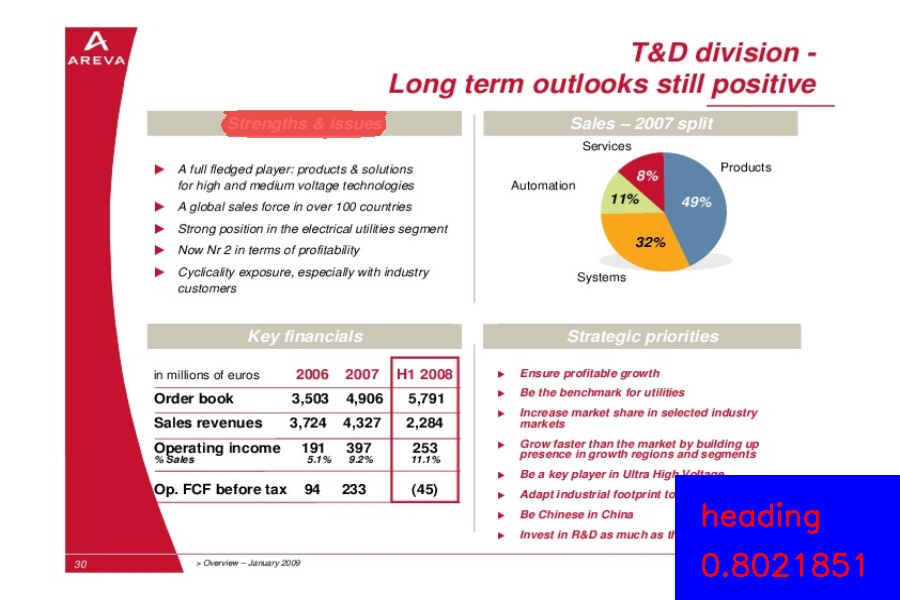 AREVA
T&D division -
Long term outlooks still positive
Strengths & issues
A full fledged player: products & solutions
for high and medium voltage technologies
A global sales force in over 100 countries
Strong position in the electrical utilities segment
Now Nr 2 in terms of profitability
Cyclicality exposure, especially with industry
customers
Sales – 2007 split
Services
Products
Automation
8%
11%
49%
32%
Systems
Key financials
in millions of euros 2006 2007 H1 2008
Order book 3,503 4,906 5,791
Sales revenues 3,724 4,327 2,284
Operating income 191 397 253
% Sales 5.1% 9.2% 11.1%
Op. FCF before tax 94 233 (45)
Strategic priorities
Ensure profitable growth
Be the benchmark for utilities
Increase market share in selected industry
markets
Grow faster than the market by building up
presence in growth regions and segments
Be a key player in Ultra High Voltage
Adapt industrial footprint to
Be Chinese in China
Invest in R&D as much as
heading
0.8021851
30
> Overview – January 2009